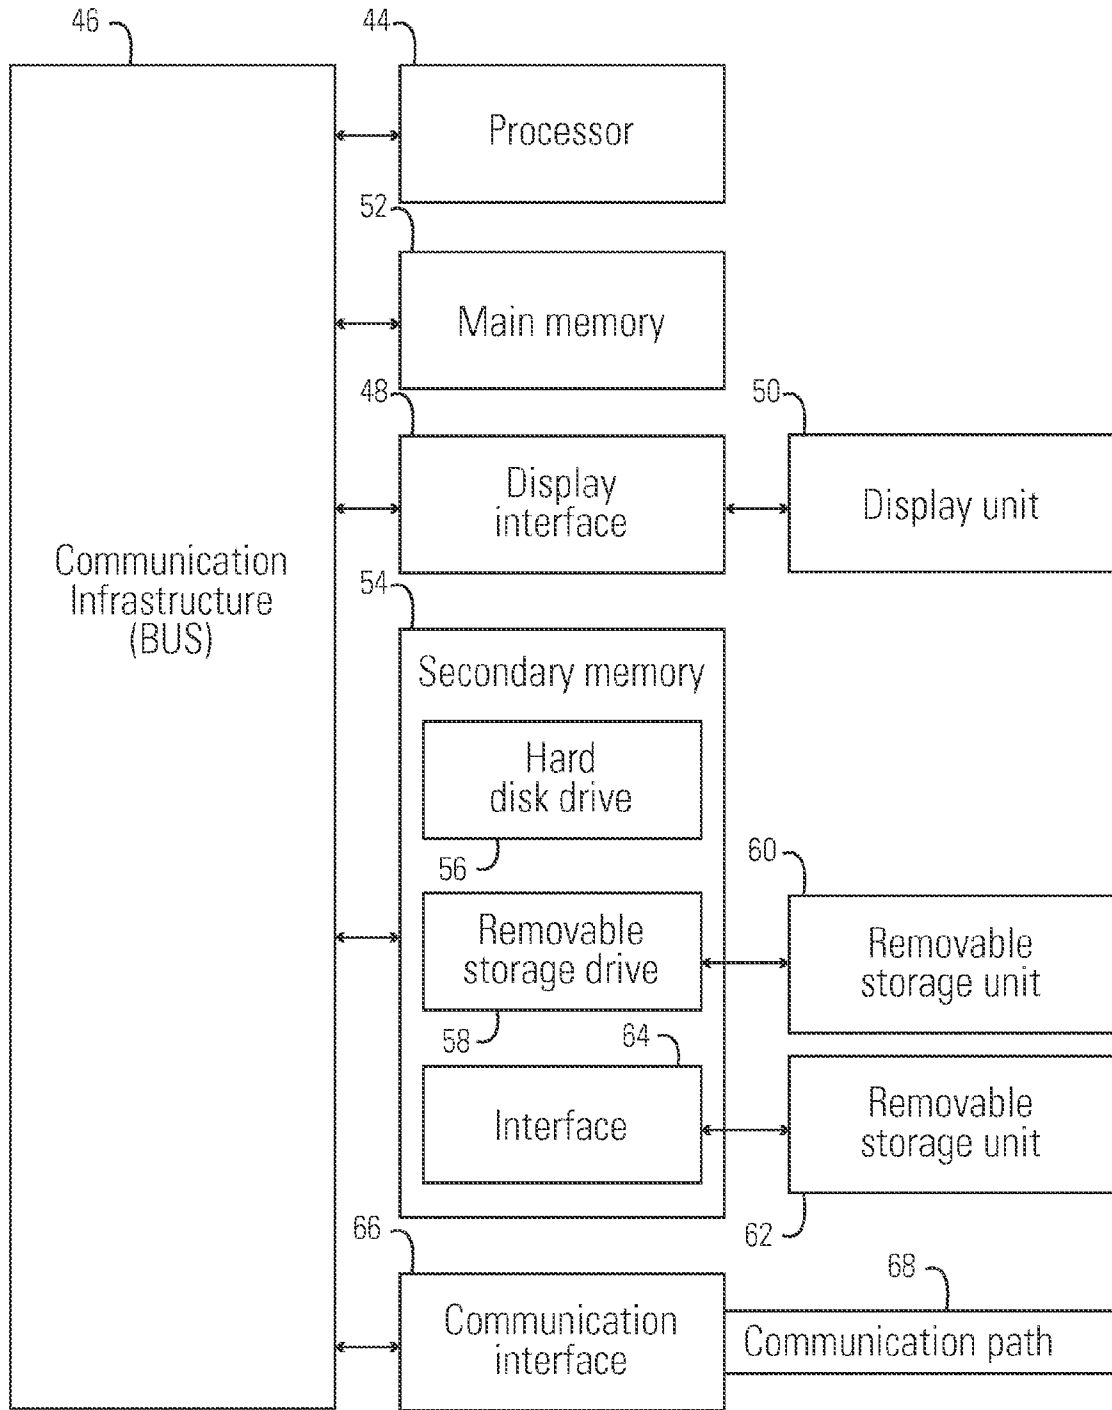 46
44
Processor
52
Main memory
48
50
Display
interface
Display unit
Communication
Infrastructure
(BUS)
54
Secondary memory
Hard
disk drive
56
60
Removable
storage drive
Removable
storage unit
58
64
Interface
Removable
storage unit
62
66
68
Communication
interface
Communication path